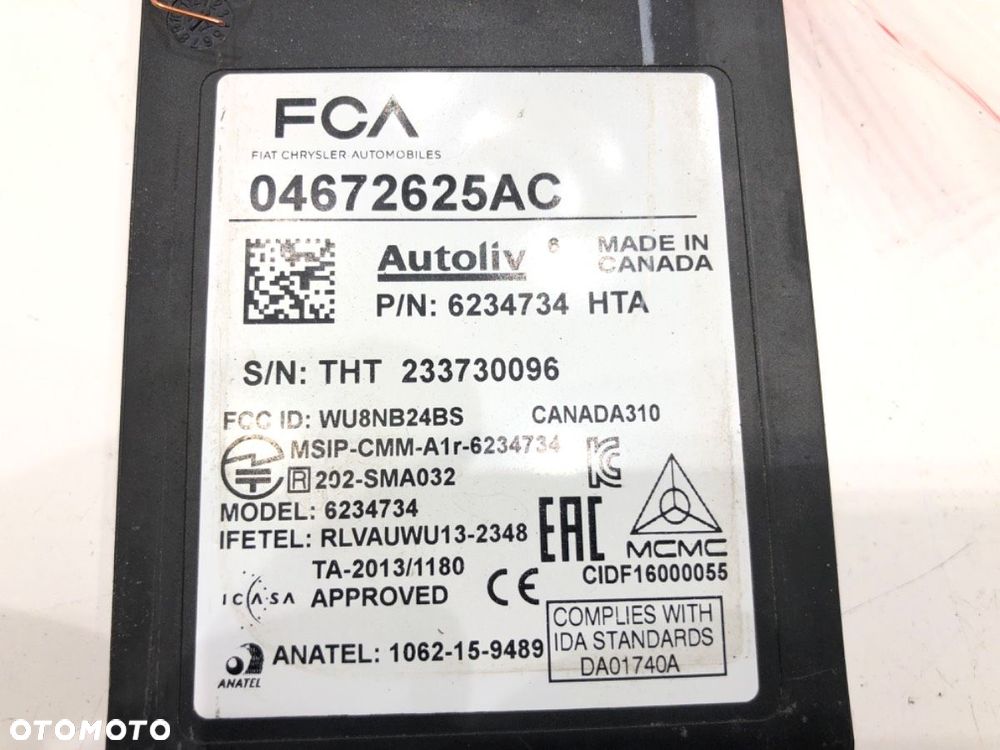 FCA
FIAT CHRYSLER AUTOMOBILES
04672625AC
Autoliv 6 MADE IN CANADA
P/N: 6234734 HTA
S/N: THT 233730096
FCC ID: WU8NB24BS CANADA310
MSIP-CMM-A1r-6234734
R 202-SMA032
MODEL: 6234734
IFETEL: RLVAUWU13-2348
EAC
MCMC
CIDF16000055
TA-2013/1180
ICASA APPROVED
CE
COMPLIES WITH
IDA STANDARDS
DA01740A
ANATEL: 1062-15-9489
ANATEL
OTOMOTO